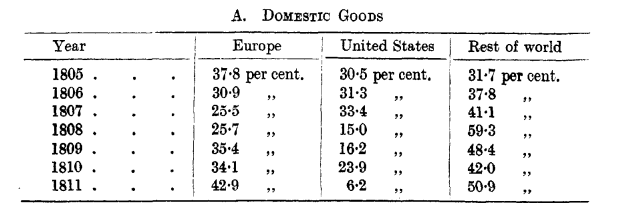 A. Domestic Goods
Year Europe United States Rest of world
1805 . . . 37·8 per cent. 30·5 per cent. 31·7 per cent.
1806 . . . 30·9 ,, 31·3 ,, 37·8 ,,
1807 . . . 25·5 ,, 33·4 ,, 41·1 ,,
1808 . . . 25·7 ,, 15·0 ,, 59·3 ,,
1809 . . . 35·4 ,, 16·2 ,, 48·4 ,,
1810 . . . 34·1 ,, 23·9 ,, 42·0 ,,
1811 . . . 42·9 ,, 6·2 ,, 50·9 ,,